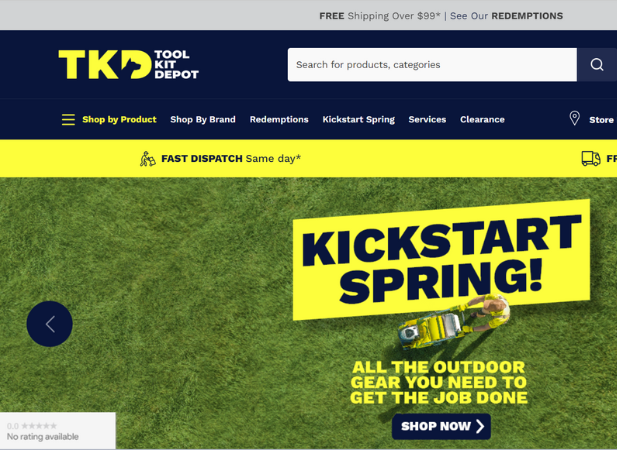 FREE Shipping Over $99* | See Our REDEMPTIONS
TKD TOOL
KIT
DEPOT
Search for products, categories
Shop by Product Shop By Brand Redemptions Kickstart Spring Services Clearance Store
FAST DISPATCH Same day*
KICKSTART
SPRING!
ALL THE OUTDOOR
GEAR YOU NEED TO
GET THE JOB DONE
SHOP NOW
0.0
No rating available